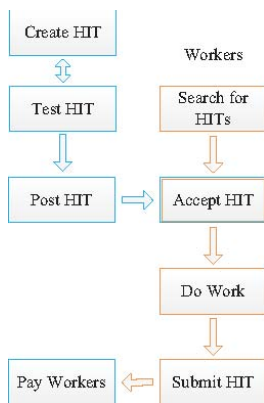 Create HIT
Workers
Test HIT
Search for
HITs
Post HIT
Accept HIT
Do Work
Pay Workers
Submit HIT